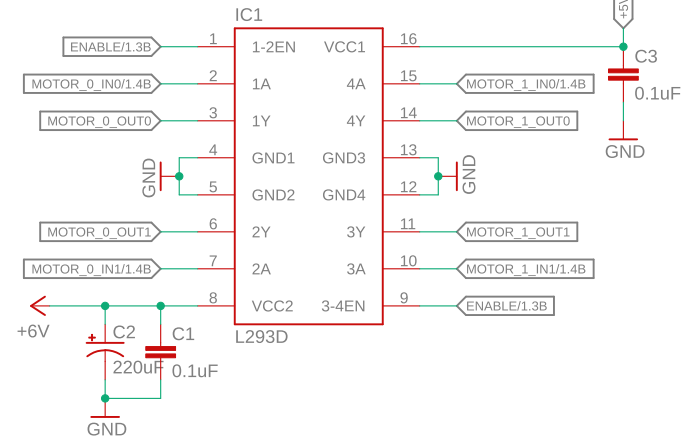 IC1
+5V
ENABLE/1.3B 1 1-2EN VCC1 16
C3
MOTOR_0_IN0/1.4B 2 1A 4A 15 MOTOR_1_IN0/1.4B
0.1uF
MOTOR_0_OUT0 3 1Y 4Y 14 MOTOR_1_OUT0
GND
4 GND1 GND3 13
GND
GND
5 GND2 GND4 12
MOTOR_0_OUT1 6 2Y 3Y 11 MOTOR_1_OUT1
MOTOR_0_IN1/1.4B 7 2A 3A 10 MOTOR_1_IN1/1.4B
8 VCC2 3-4EN 9 ENABLE/1.3B
+6V
C2
C1
L293D
220uF
0.1uF
GND